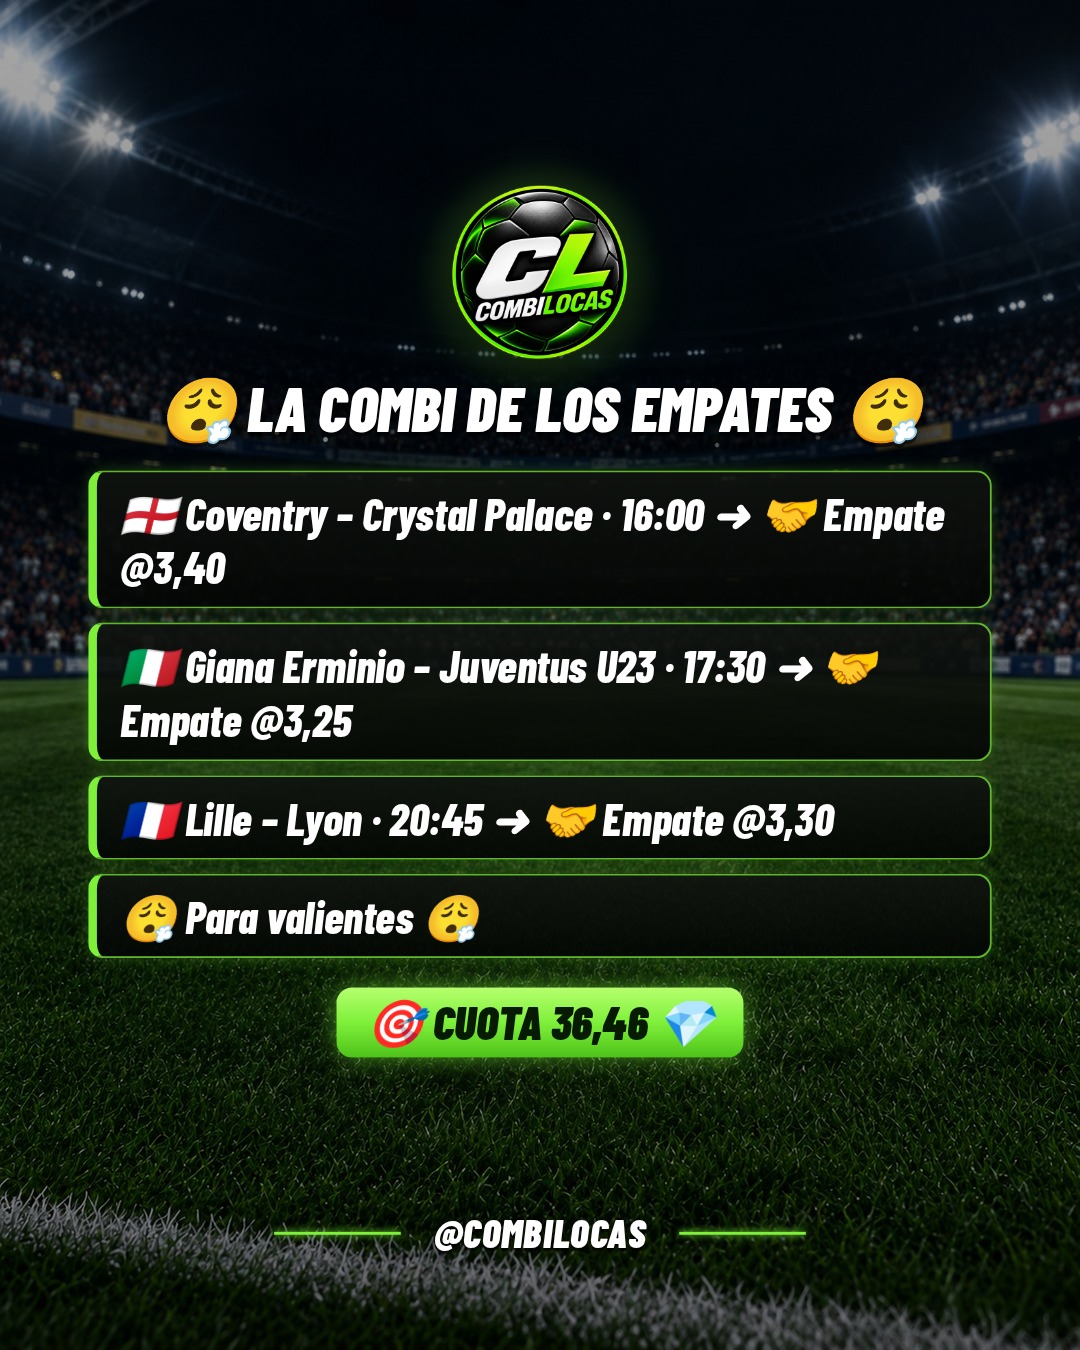 CL
COMBILOCAS
😮‍💨 LA COMBI DE LOS EMPATES 😮‍💨
🏴󠁧󠁢󠁥󠁮󠁧󠁿 Coventry - Crystal Palace · 16:00 ➔ 🤝 Empate
@3,40
🇮🇹 Giana Erminio - Juventus U23 · 17:30 ➔ 🤝
Empate @3,25
🇫🇷 Lille - Lyon · 20:45 ➔ 🤝 Empate @3,30
😮‍💨 Para valientes 😮‍💨
🎯 CUOTA 36,46 💎
@COMBILOCAS